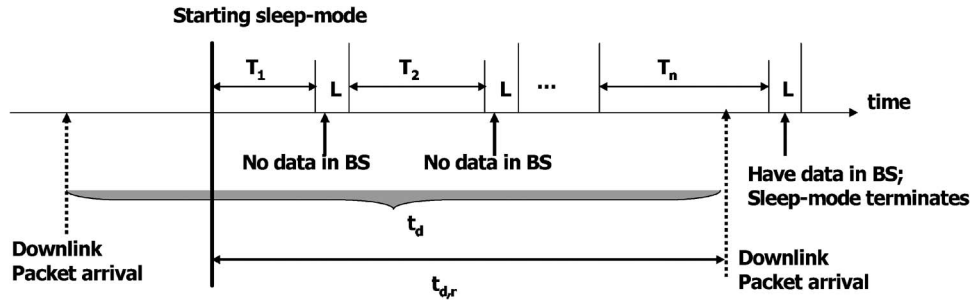 Starting sleep-mode
T1 L T2 L ... Tn L
time
No data in BS No data in BS
Have data in BS;
Sleep-mode terminates
td
Downlink
Packet arrival
Downlink
Packet arrival
td,r